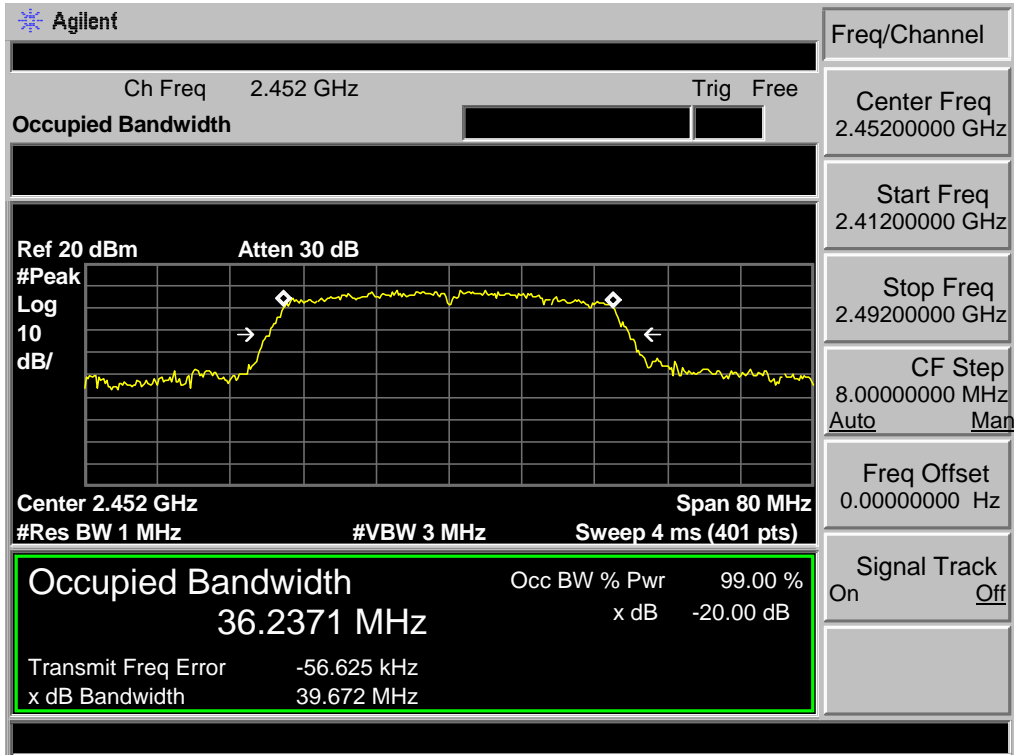 Agilent
Ch Freq 2.452 GHz Trig Free
Occupied Bandwidth
Ref 20 dBm Atten 30 dB
#Peak
Log
10
dB/
Center 2.452 GHz Span 80 MHz
#Res BW 1 MHz #VBW 3 MHz Sweep 4 ms (401 pts)
Occupied Bandwidth Occ BW % Pwr 99.00 %
36.2371 MHz x dB -20.00 dB
Transmit Freq Error -56.625 kHz
x dB Bandwidth 39.672 MHz
Freq/Channel
Center Freq
2.45200000 GHz
Start Freq
2.41200000 GHz
Stop Freq
2.49200000 GHz
CF Step
8.00000000 MHz
Auto Man
Freq Offset
0.00000000 Hz
Signal Track
On Off